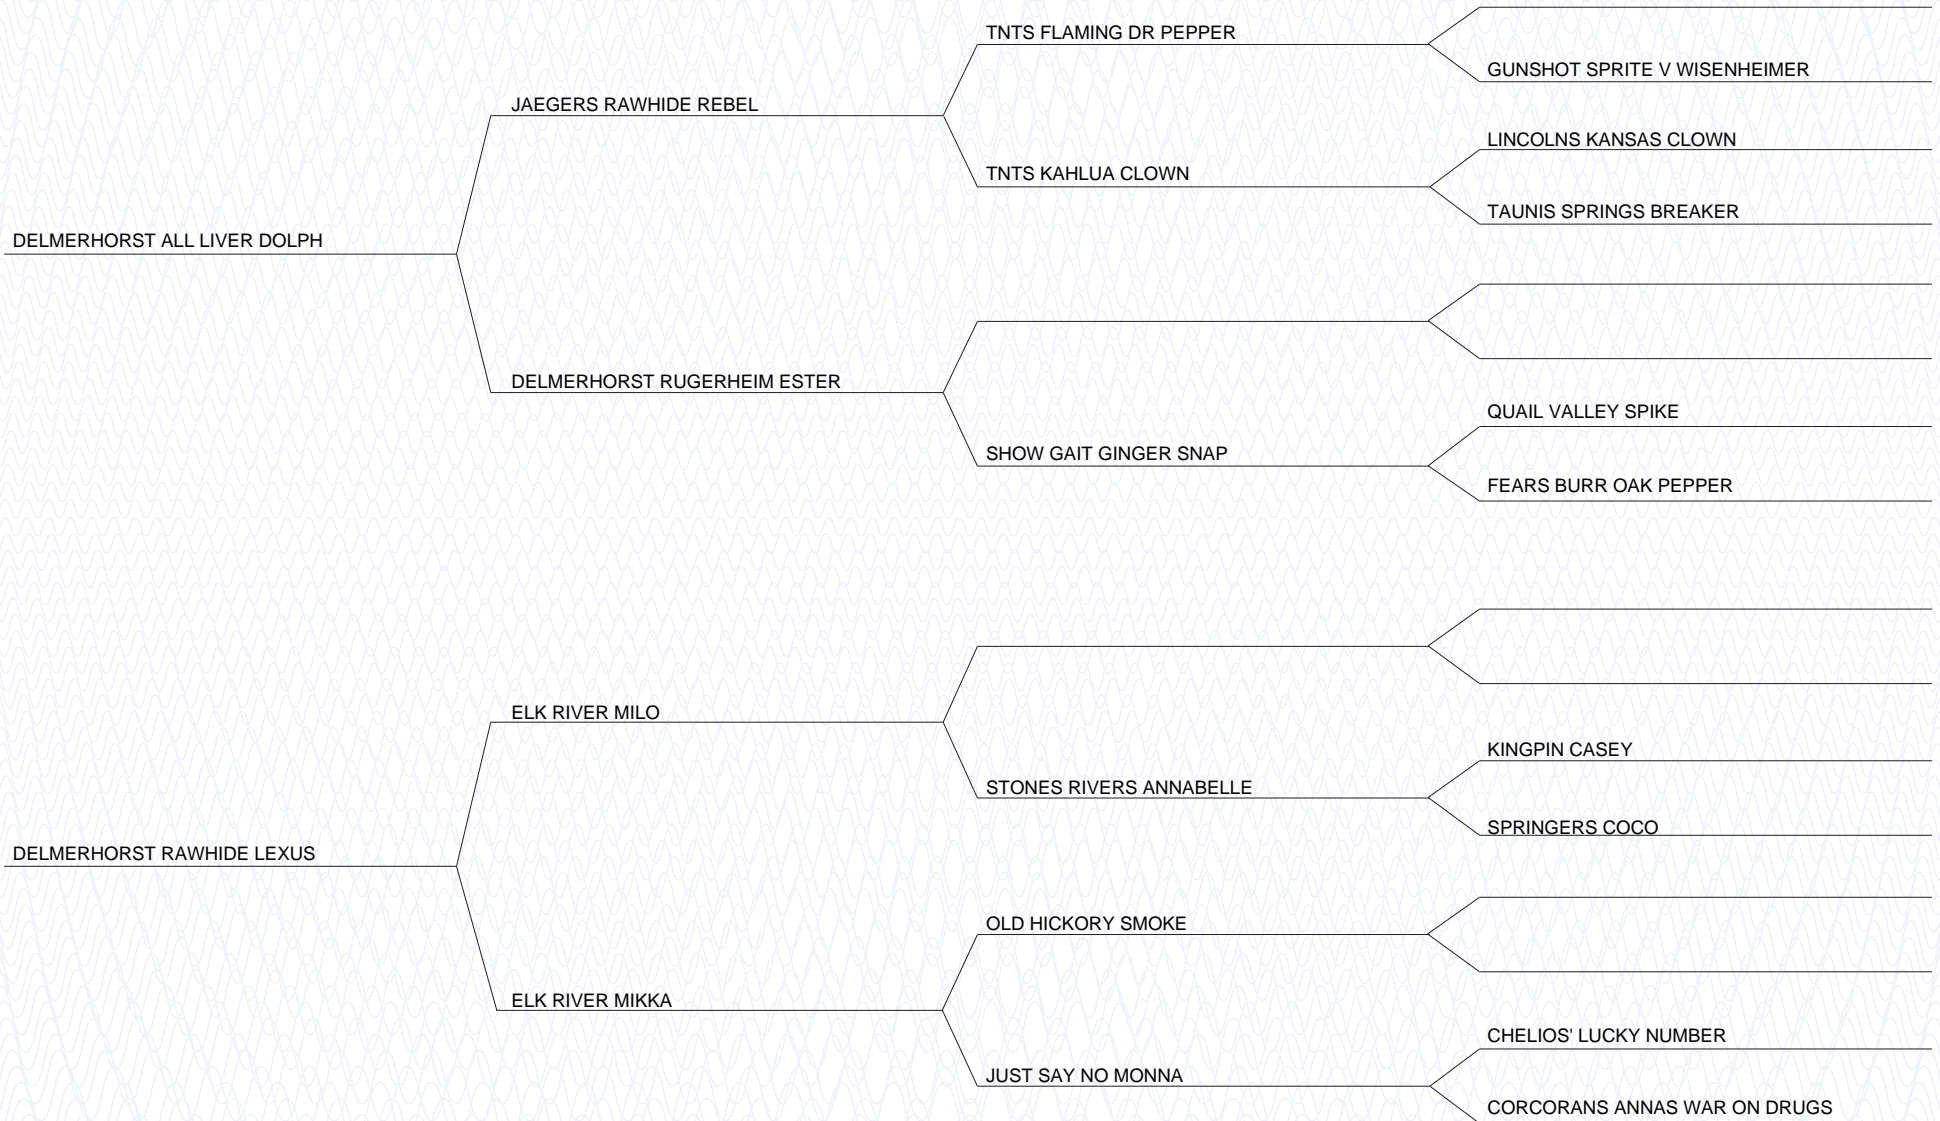 TNTS FLAMING DR PEPPER
GUNSHOT SPRITE V WISENHEIMER
JAEGERS RAWHIDE REBEL
LINCOLNS KANSAS CLOWN
TNTS KAHLUA CLOWN
TAUNIS SPRINGS BREAKER
DELMERHORST ALL LIVER DOLPH
DELMERHORST RUGERHEIM ESTER
QUAIL VALLEY SPIKE
SHOW GAIT GINGER SNAP
FEARS BURR OAK PEPPER
ELK RIVER MILO
KINGPIN CASEY
STONES RIVERS ANNABELLE
SPRINGERS COCO
DELMERHORST RAWHIDE LEXUS
OLD HICKORY SMOKE
ELK RIVER MIKKA
CHELIOS' LUCKY NUMBER
JUST SAY NO MONNA
CORCORANS ANNAS WAR ON DRUGS